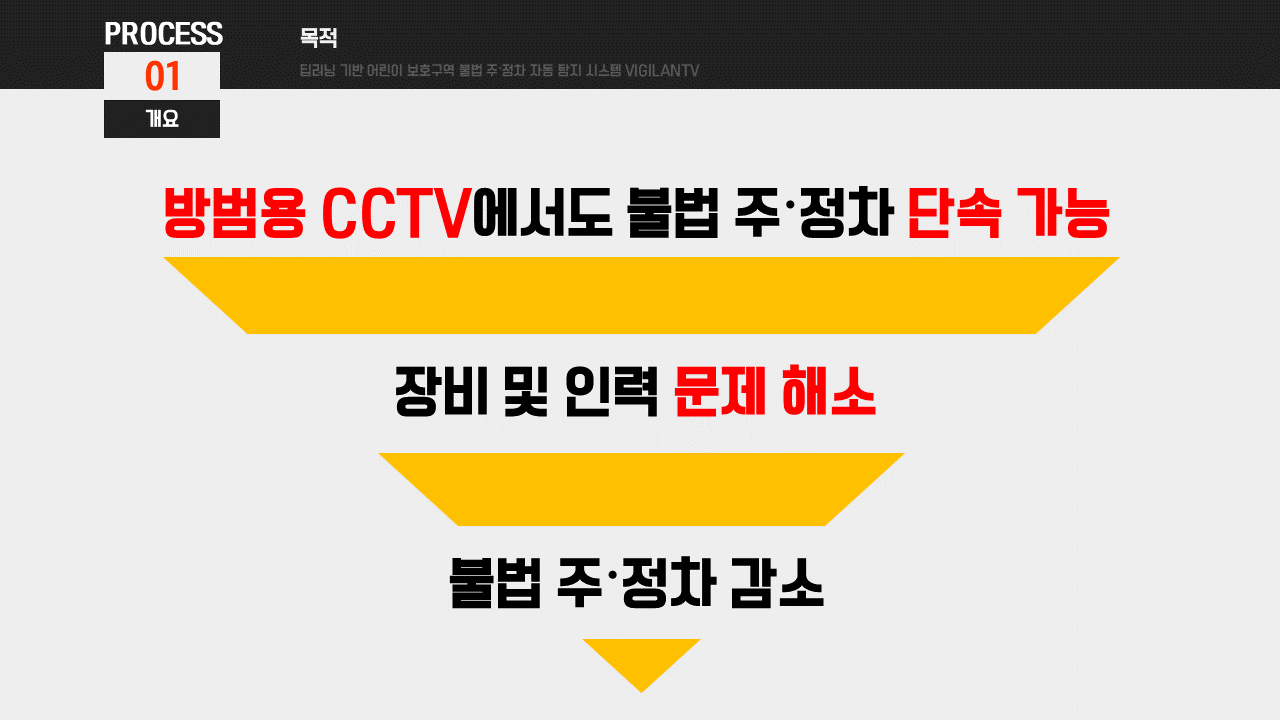 PROCESS
01
개요
목적
딥러닝 기반 어린이 보호구역 불법 주·정차 자동 탐지 시스템 VIGILANTV
방범용 CCTV에서도 불법 주·정차 단속 가능
장비 및 인력 문제 해소
불법 주·정차 감소